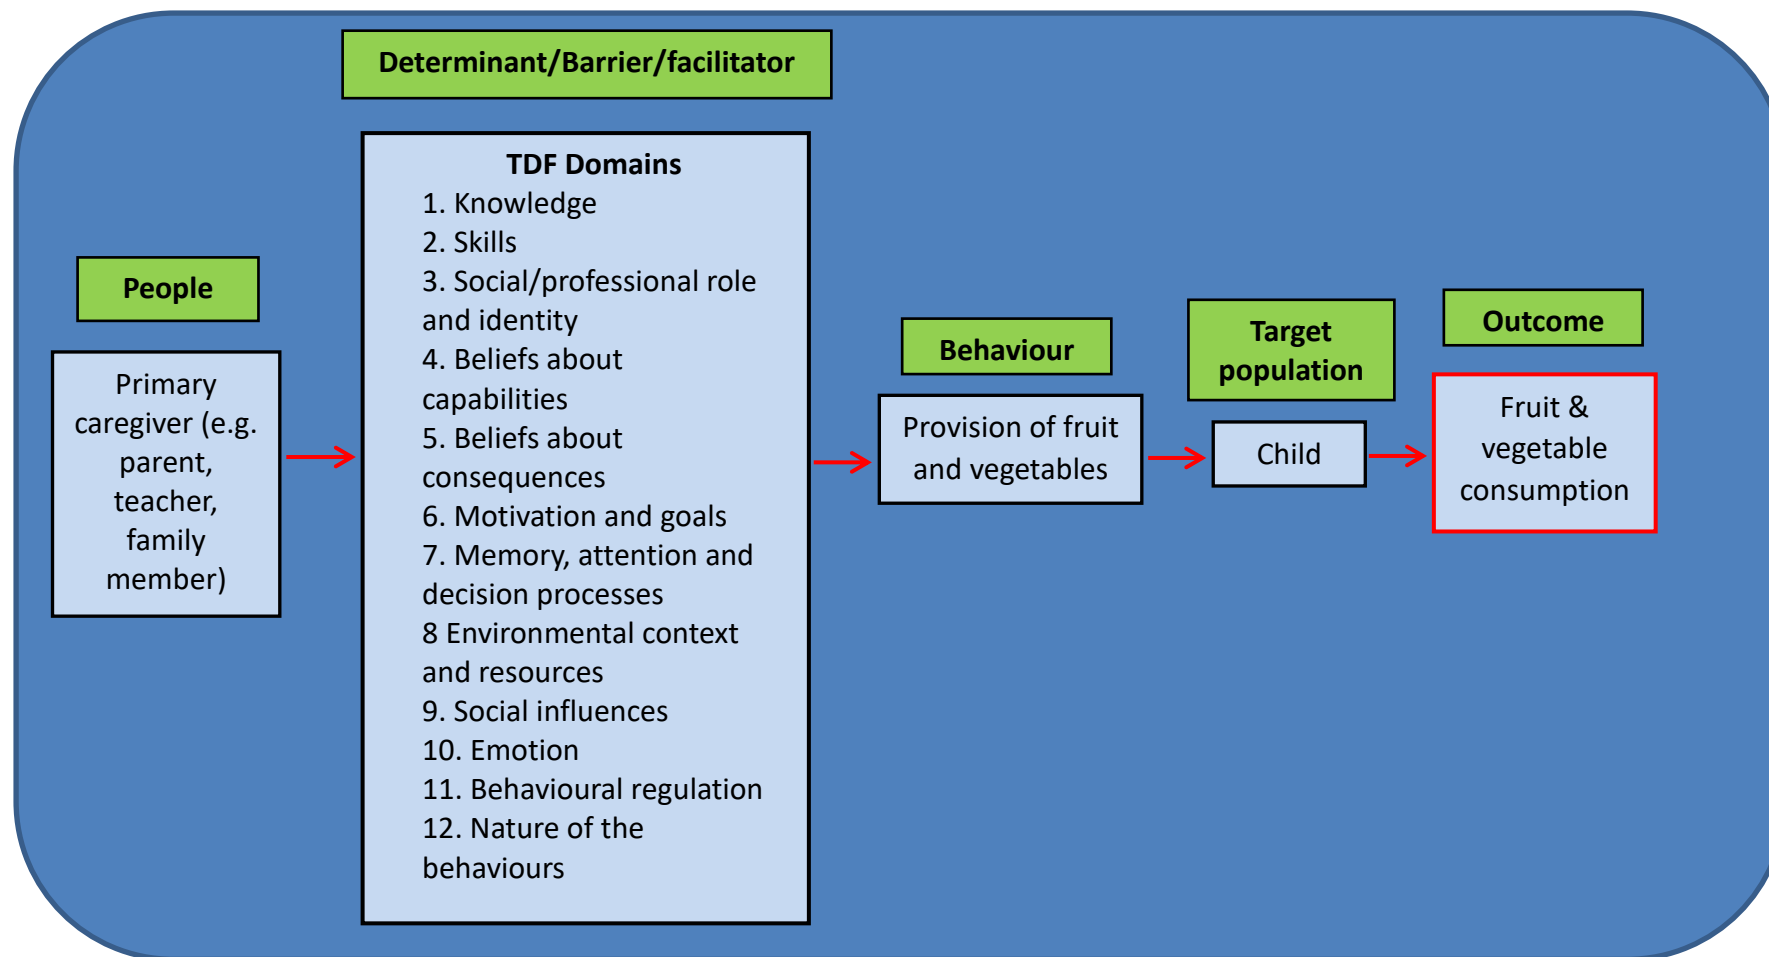 Determinant/Barrier/facilitator
TDF Domains
1. Knowledge
2. Skills
3. Social/professional role
and identity
4. Beliefs about
capabilities
5. Beliefs about
consequences
6. Motivation and goals
7. Memory, attention and
decision processes
8 Environmental context
and resources
9. Social influences
10. Emotion
11. Behavioural regulation
12. Nature of the
behaviours
People
Primary
caregiver (e.g.
parent,
teacher,
family
member)
Behaviour
Provision of fruit
and vegetables
Target
population
Child
Outcome
Fruit &
vegetable
consumption